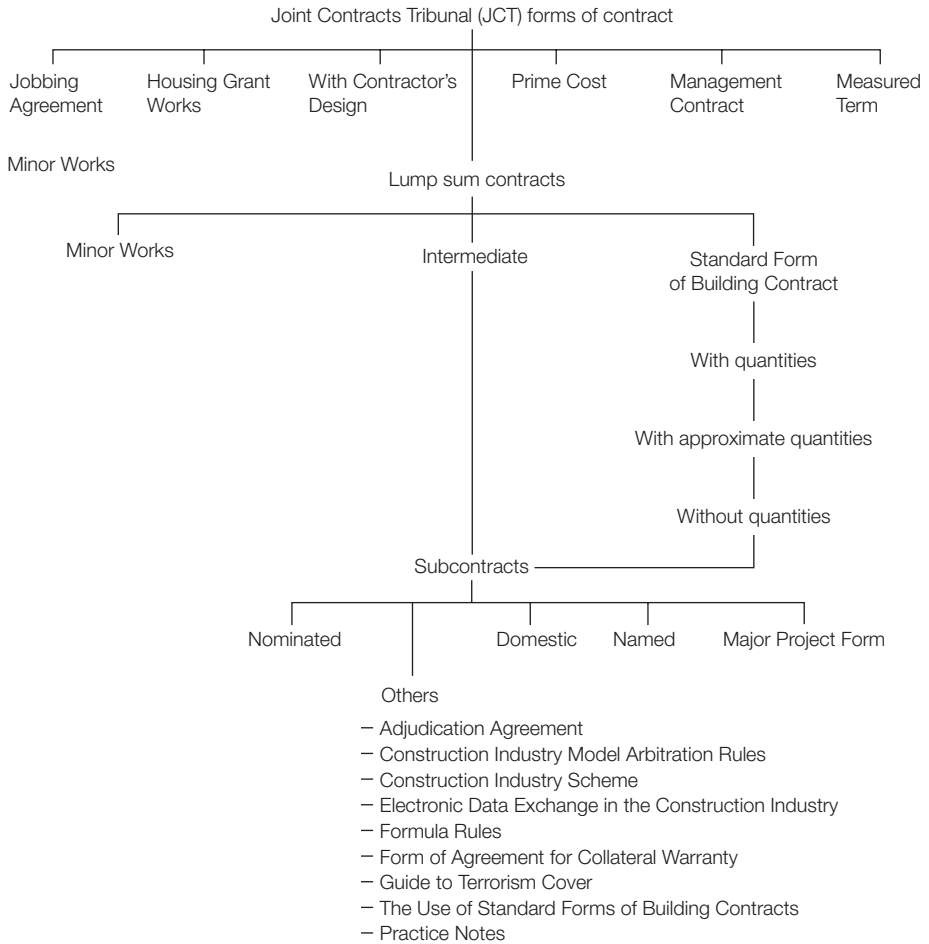 Joint Contracts Tribunal (JCT) forms of contract
Jobbing
Agreement
Housing Grant
Works
With Contractor's
Design
Prime Cost
Management
Contract
Measured
Term
Minor Works
Lump sum contracts
Minor Works
Intermediate
Standard Form
of Building Contract
With quantities
With approximate quantities
Without quantities
Subcontracts
Nominated
Domestic
Named
Major Project Form
Others
– Adjudication Agreement
– Construction Industry Model Arbitration Rules
– Construction Industry Scheme
– Electronic Data Exchange in the Construction Industry
– Formula Rules
– Form of Agreement for Collateral Warranty
– Guide to Terrorism Cover
– The Use of Standard Forms of Building Contracts
– Practice Notes